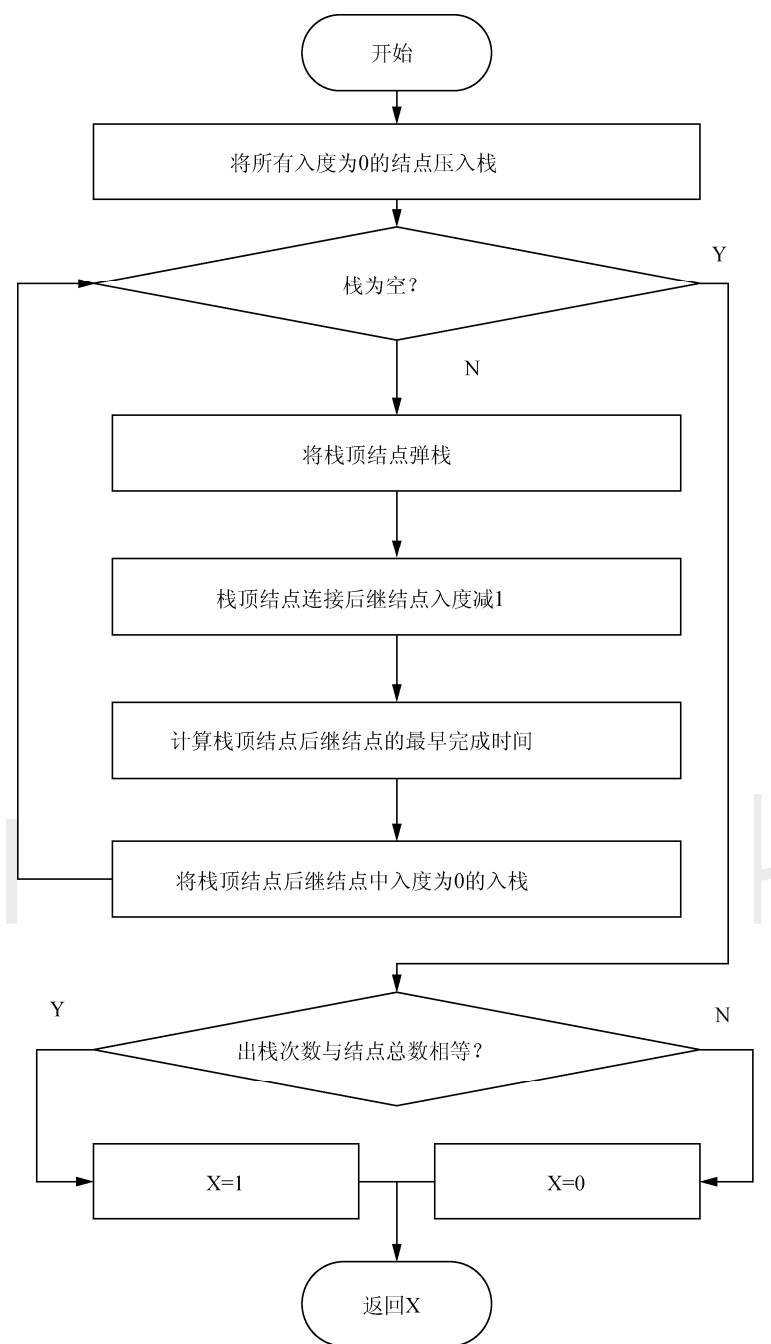 开始
将所有入度为0的结点压入栈
Y
栈为空?
N
将栈顶结点弹栈
栈顶结点连接后继结点入度减1
计算栈顶结点后继结点的最早完成时间
将栈顶结点后继结点中入度为0的入栈
Y
N
出栈次数与结点总数相等?
X=1
X=0
返回X